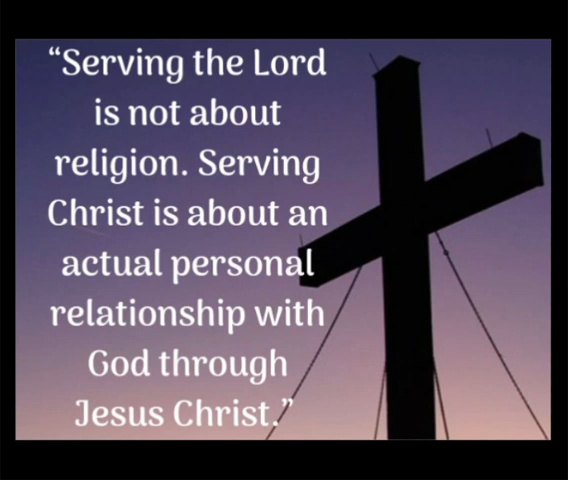 “Serving the Lord
is not about
religion. Serving
Christ is about an
actual personal
relationship with
God through
Jesus Christ.”